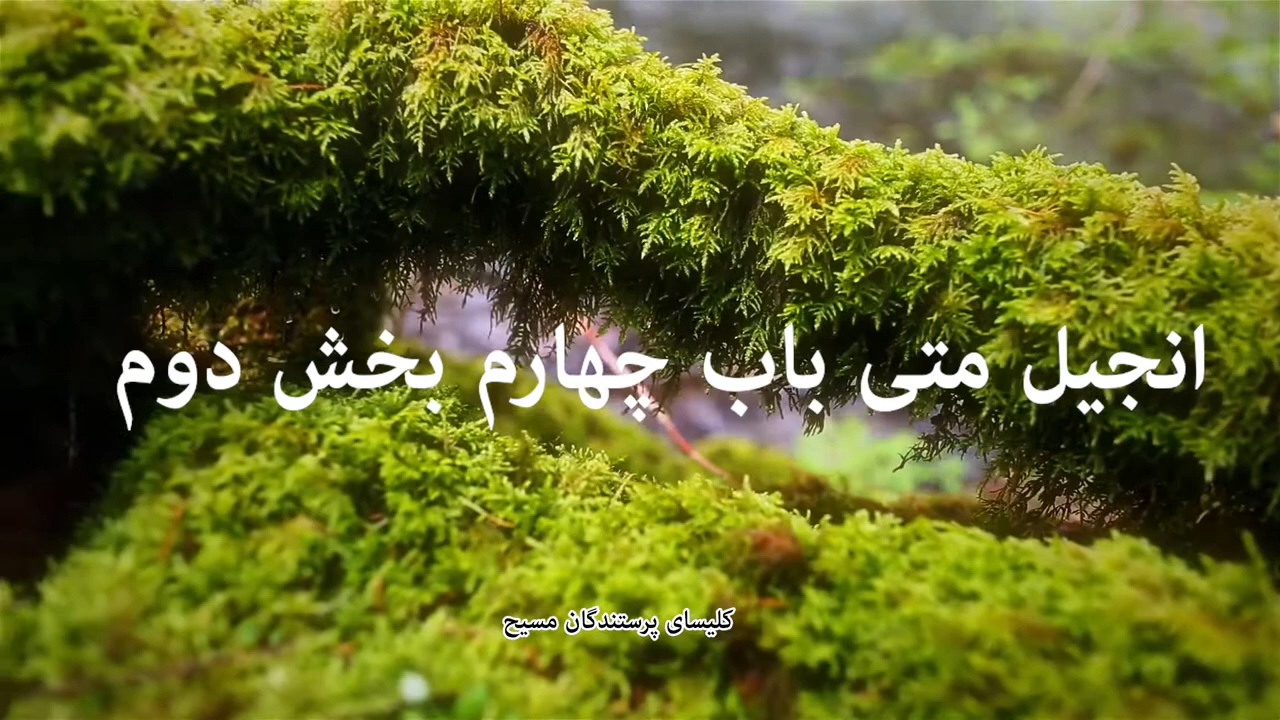 انجیل متی باب چهارم بخش دوم
کلیسای پرستندگان مسیح